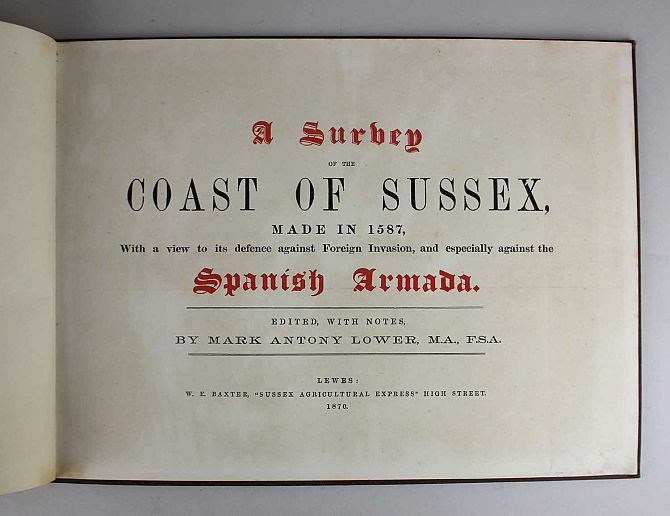 A Survey
OF THE
COAST OF SUSSEX,
MADE IN 1587,
With a view to its defence against Foreign Invasion, and especially against the
Spanish Armada.
EDITED, WITH NOTES,
BY MARK ANTONY LOWER, M.A., F.S.A.
LEWES:
W. E. BAXTER, "SUSSEX AGRICULTURAL EXPRESS" HIGH STREET.
1870.